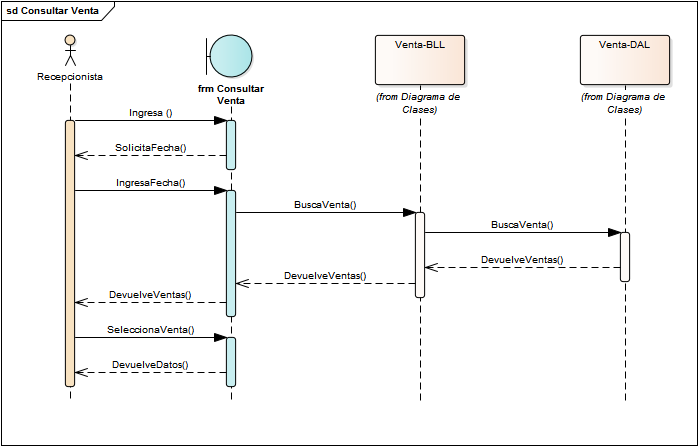 sd Consultar Venta
Recepcionista
frm Consultar
Venta
Venta-BLL
(from Diagrama de
Clases)
Venta-DAL
(from Diagrama de
Clases)
Ingresa ()
SolicitaFecha()
IngresaFecha()
BuscaVenta()
BuscaVenta()
DevuelveVentas()
DevuelveVentas()
DevuelveVentas()
SeleccionaVenta()
DevuelveDatos()